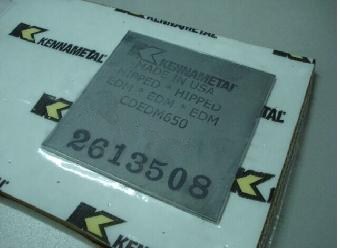 KENNAMETAL
KENNAMETAL
MADE IN USA
HIPPED - HIPPED
EDM - EDM - EDM
CDEDM650
2613508
KENNAMETAL